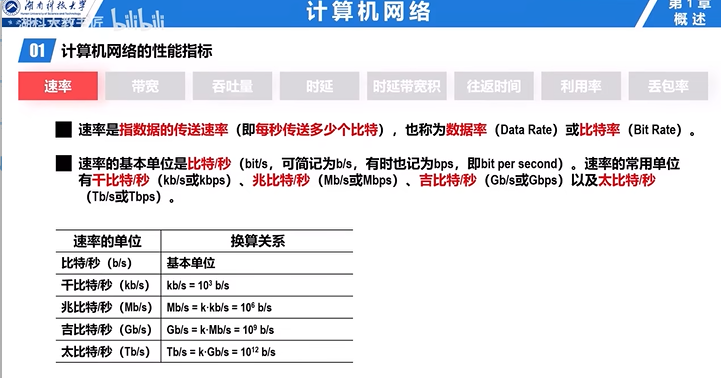 湖南科技大学
湖科大教书匠 bilibili
计算机网络
第1章
概述
01 计算机网络的性能指标
速率 带宽 吞吐量 时延 时延带宽积 往返时间 利用率 丢包率
■ 速率是指数据的传送速率（即每秒传送多少个比特），也称为数据率（Data Rate）或比特率（Bit Rate）。
■ 速率的基本单位是比特/秒（bit/s，可简记为b/s，有时也记为bps，即bit per second）。速率的常用单位
有千比特/秒（kb/s或kbps）、兆比特/秒（Mb/s或Mbps）、吉比特/秒（Gb/s或Gbps）以及太比特/秒
（Tb/s或Tbps）。
速率的单位 换算关系
比特/秒（b/s） 基本单位
千比特/秒（kb/s） kb/s = 10³ b/s
兆比特/秒（Mb/s） Mb/s = k·kb/s = 10⁶ b/s
吉比特/秒（Gb/s） Gb/s = k·Mb/s = 10⁹ b/s
太比特/秒（Tb/s） Tb/s = k·Gb/s = 10¹² b/s